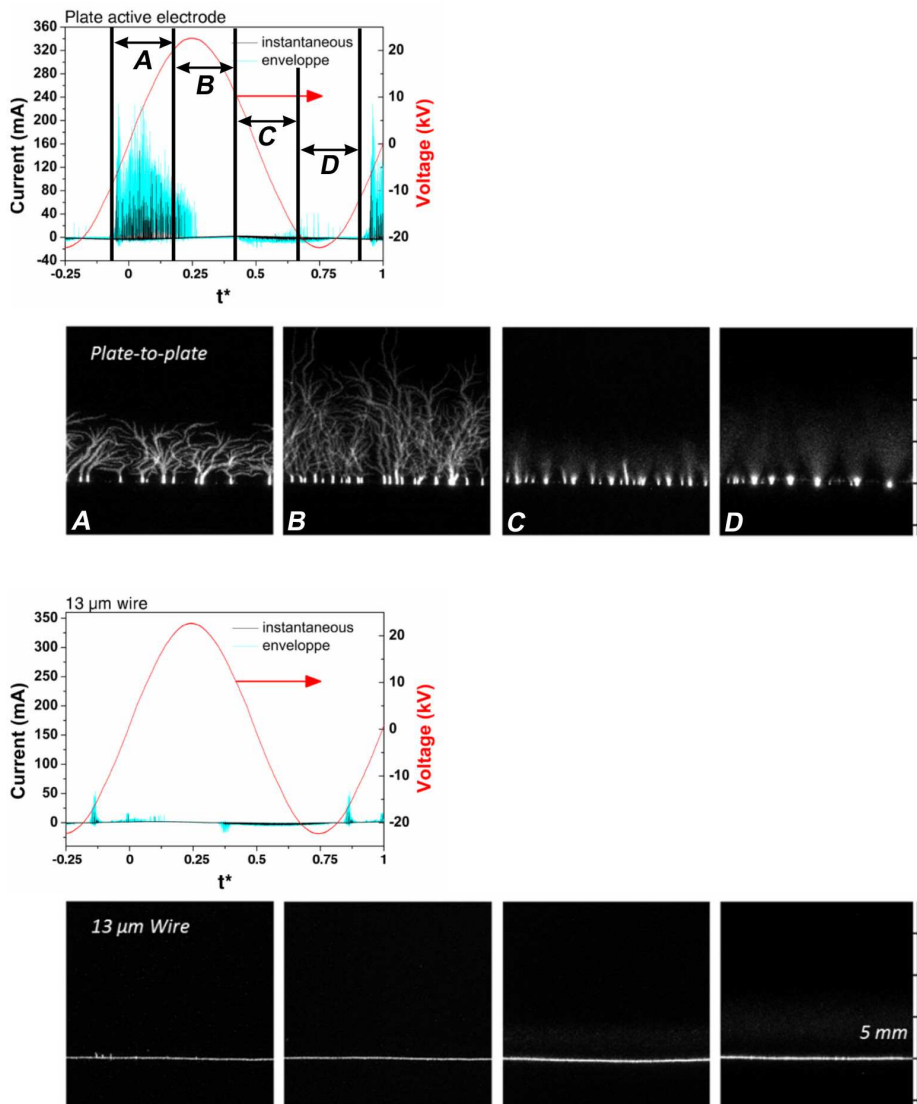 Plate active electrode
360
320
280
240
200
160
120
80
40
0
-40
Current (mA)
instantaneous
enveloppe
A
B
C
D
20
10
0
-10
-20
Voltage (kV)
-0.25 0 0.25 0.5 0.75 1
t*
Plate-to-plate
A
B
C
D
13 µm wire
350
300
250
200
150
100
50
0
Current (mA)
instantaneous
enveloppe
20
10
0
-10
-20
Voltage (kV)
-0.25 0 0.25 0.5 0.75 1
t*
13 µm Wire
5 mm